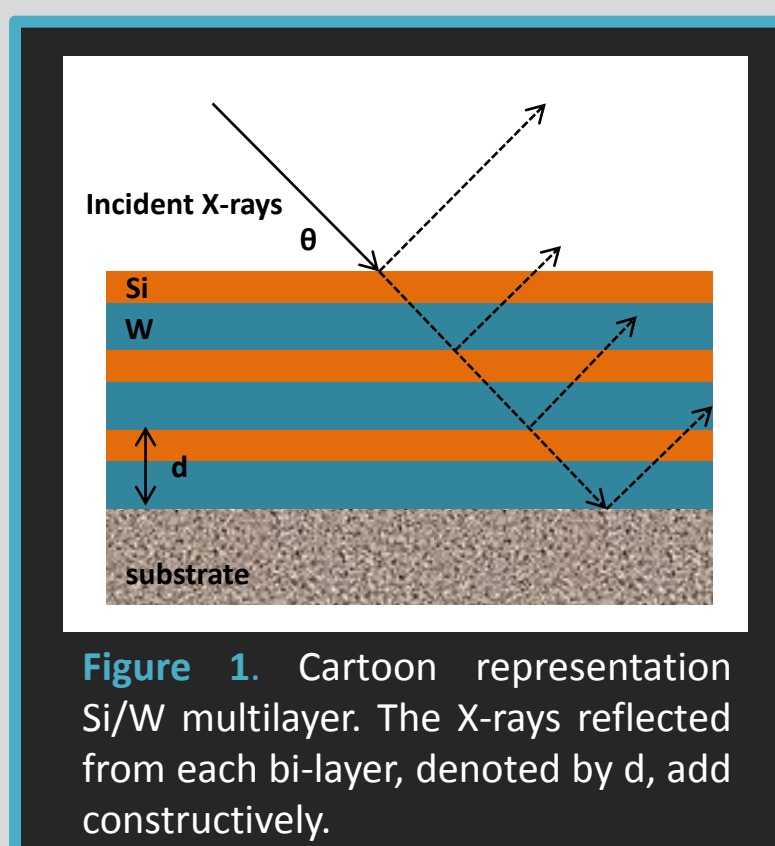 Incident X-rays
θ
Si
W
d
substrate
Figure 1. Cartoon representation
Si/W multilayer. The X-rays reflected
from each bi-layer, denoted by d, add
constructively.